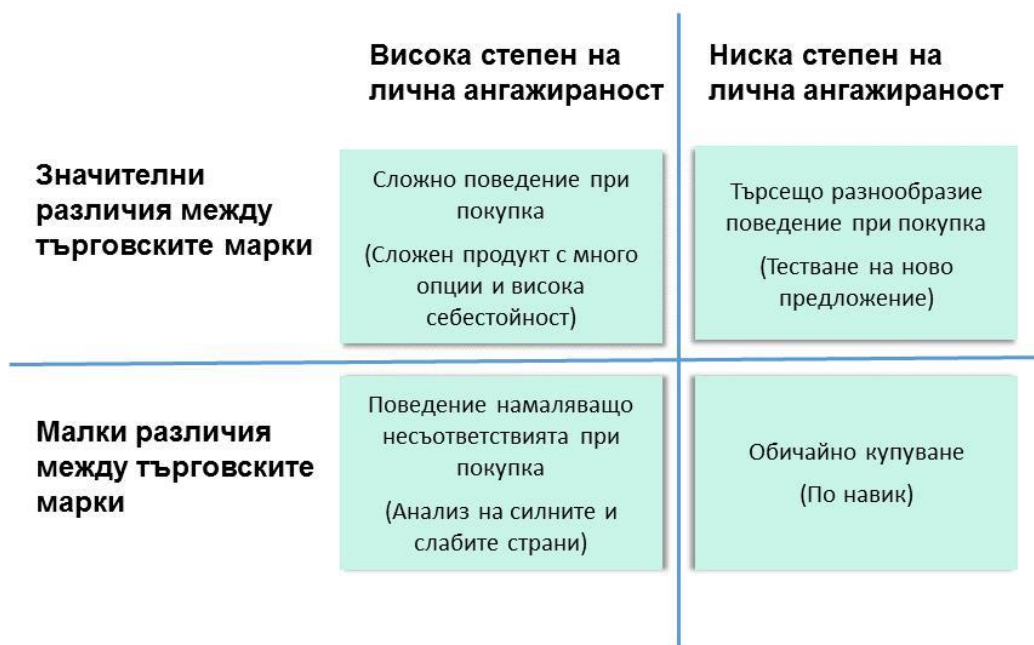 Висока степен на
лична ангажираност
Ниска степен на
лична ангажираност
Значителни
различия между
търговските марки
Сложно поведение при
покупка
(Сложен продукт с много
опции и висока
себестойност)
Търсещо разнообразие
поведение при покупка
(Тестване на ново
предложение)
Малки различия
между търговските
марки
Поведение намаляващо
несъответствията при
покупка
(Анализ на силните и
слабите страни)
Обичайно купуване
(По навик)